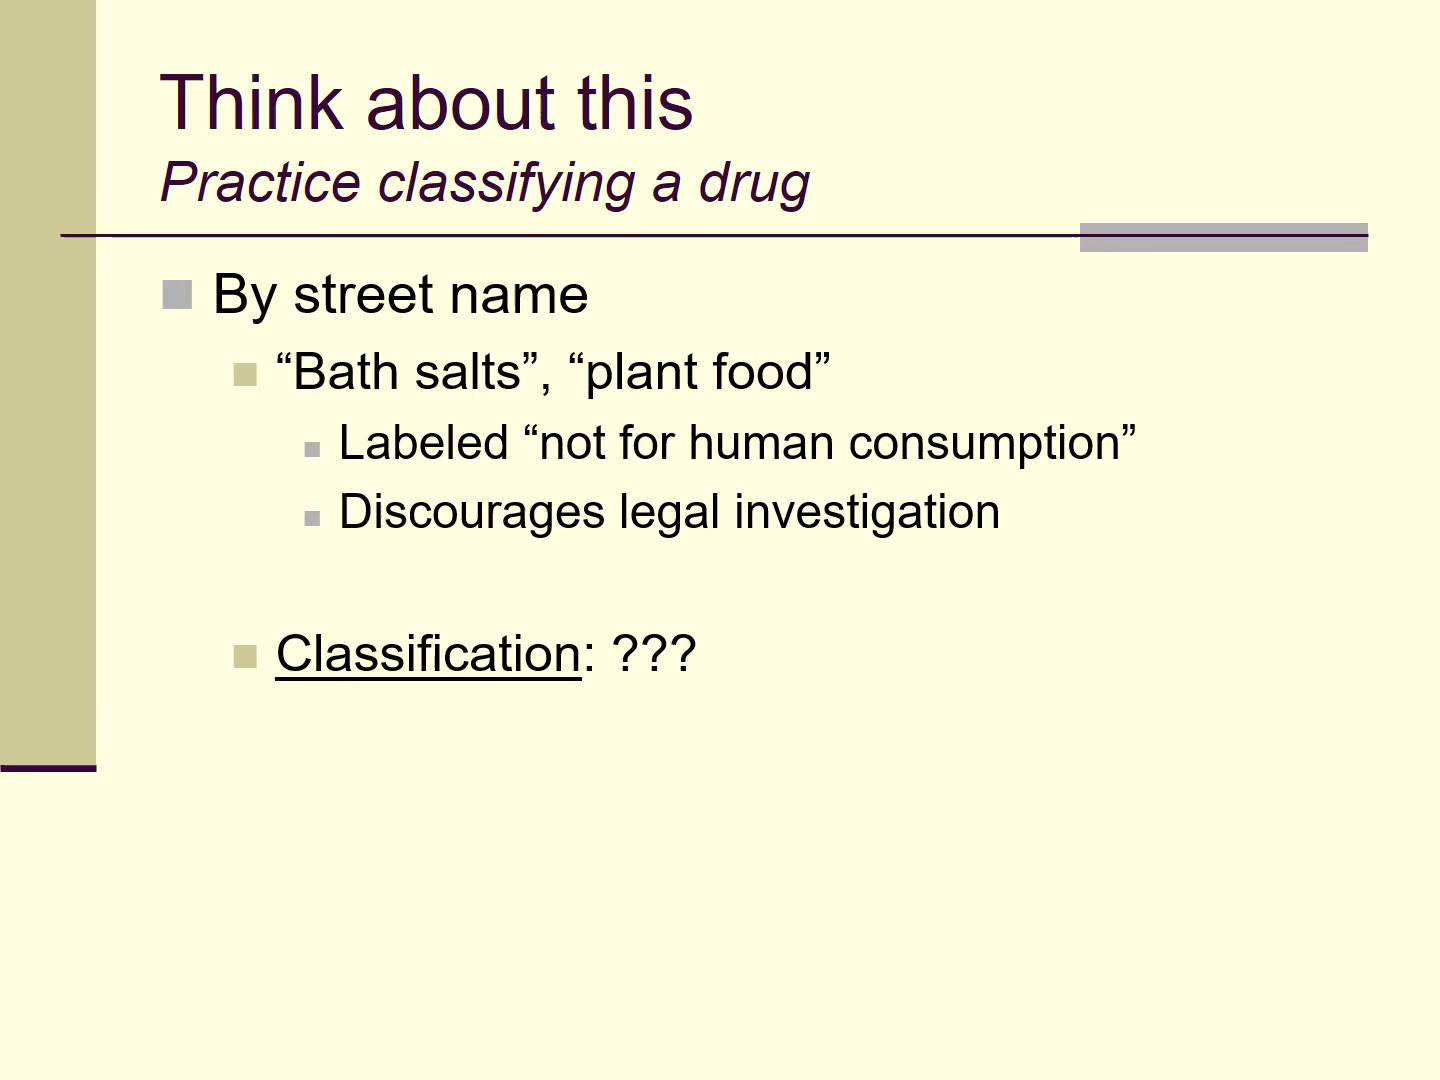 Think about this
Practice classifying a drug
By street name
“Bath salts”, “plant food”
Labeled “not for human consumption”
Discourages legal investigation
Classification: ???